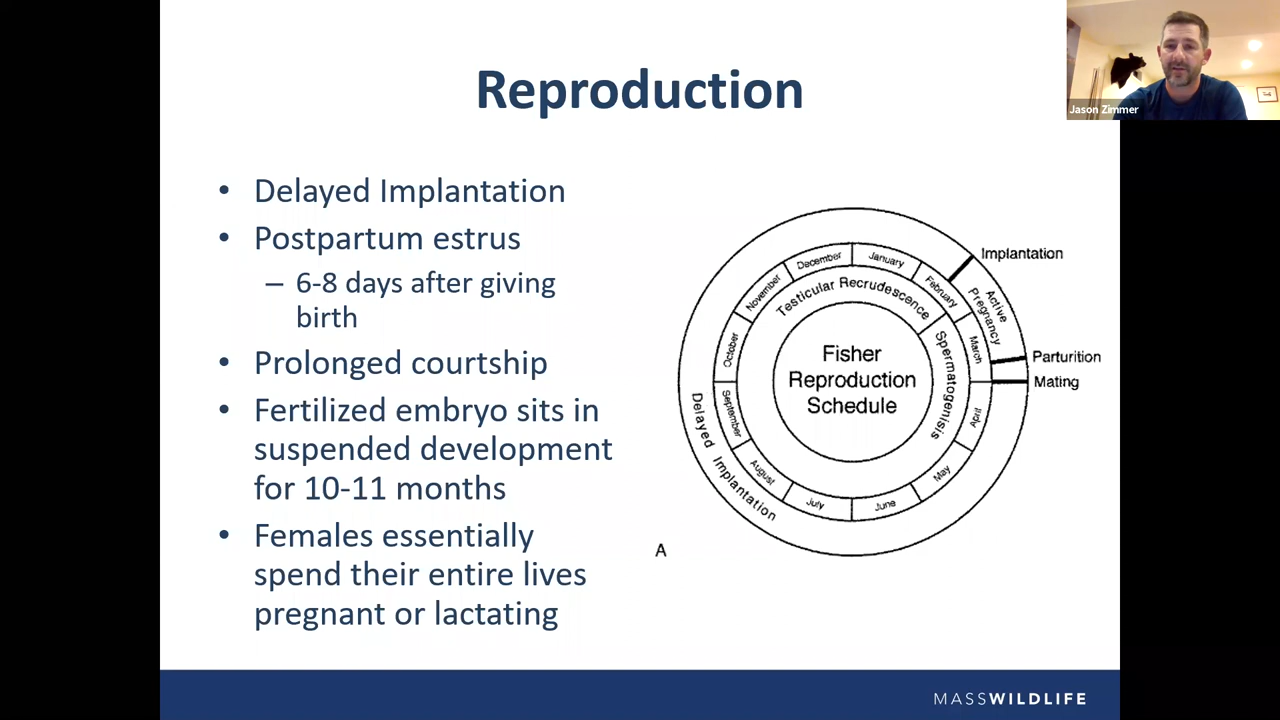 Reproduction
Jason Zimmer
• Delayed Implantation
• Postpartum estrus
– 6-8 days after giving
birth
• Prolonged courtship
• Fertilized embryo sits in
suspended development
for 10-11 months
• Females essentially
spend their entire lives
pregnant or lactating
Fisher
Reproduction
Schedule
Testicular Recrudescence
Spermatogenisis
January
February
March
April
May
June
July
August
September
October
November
December
Implantation
Active
Pregnancy
Parturition
Mating
Delayed Implantation
A
MASSWILDLIFE